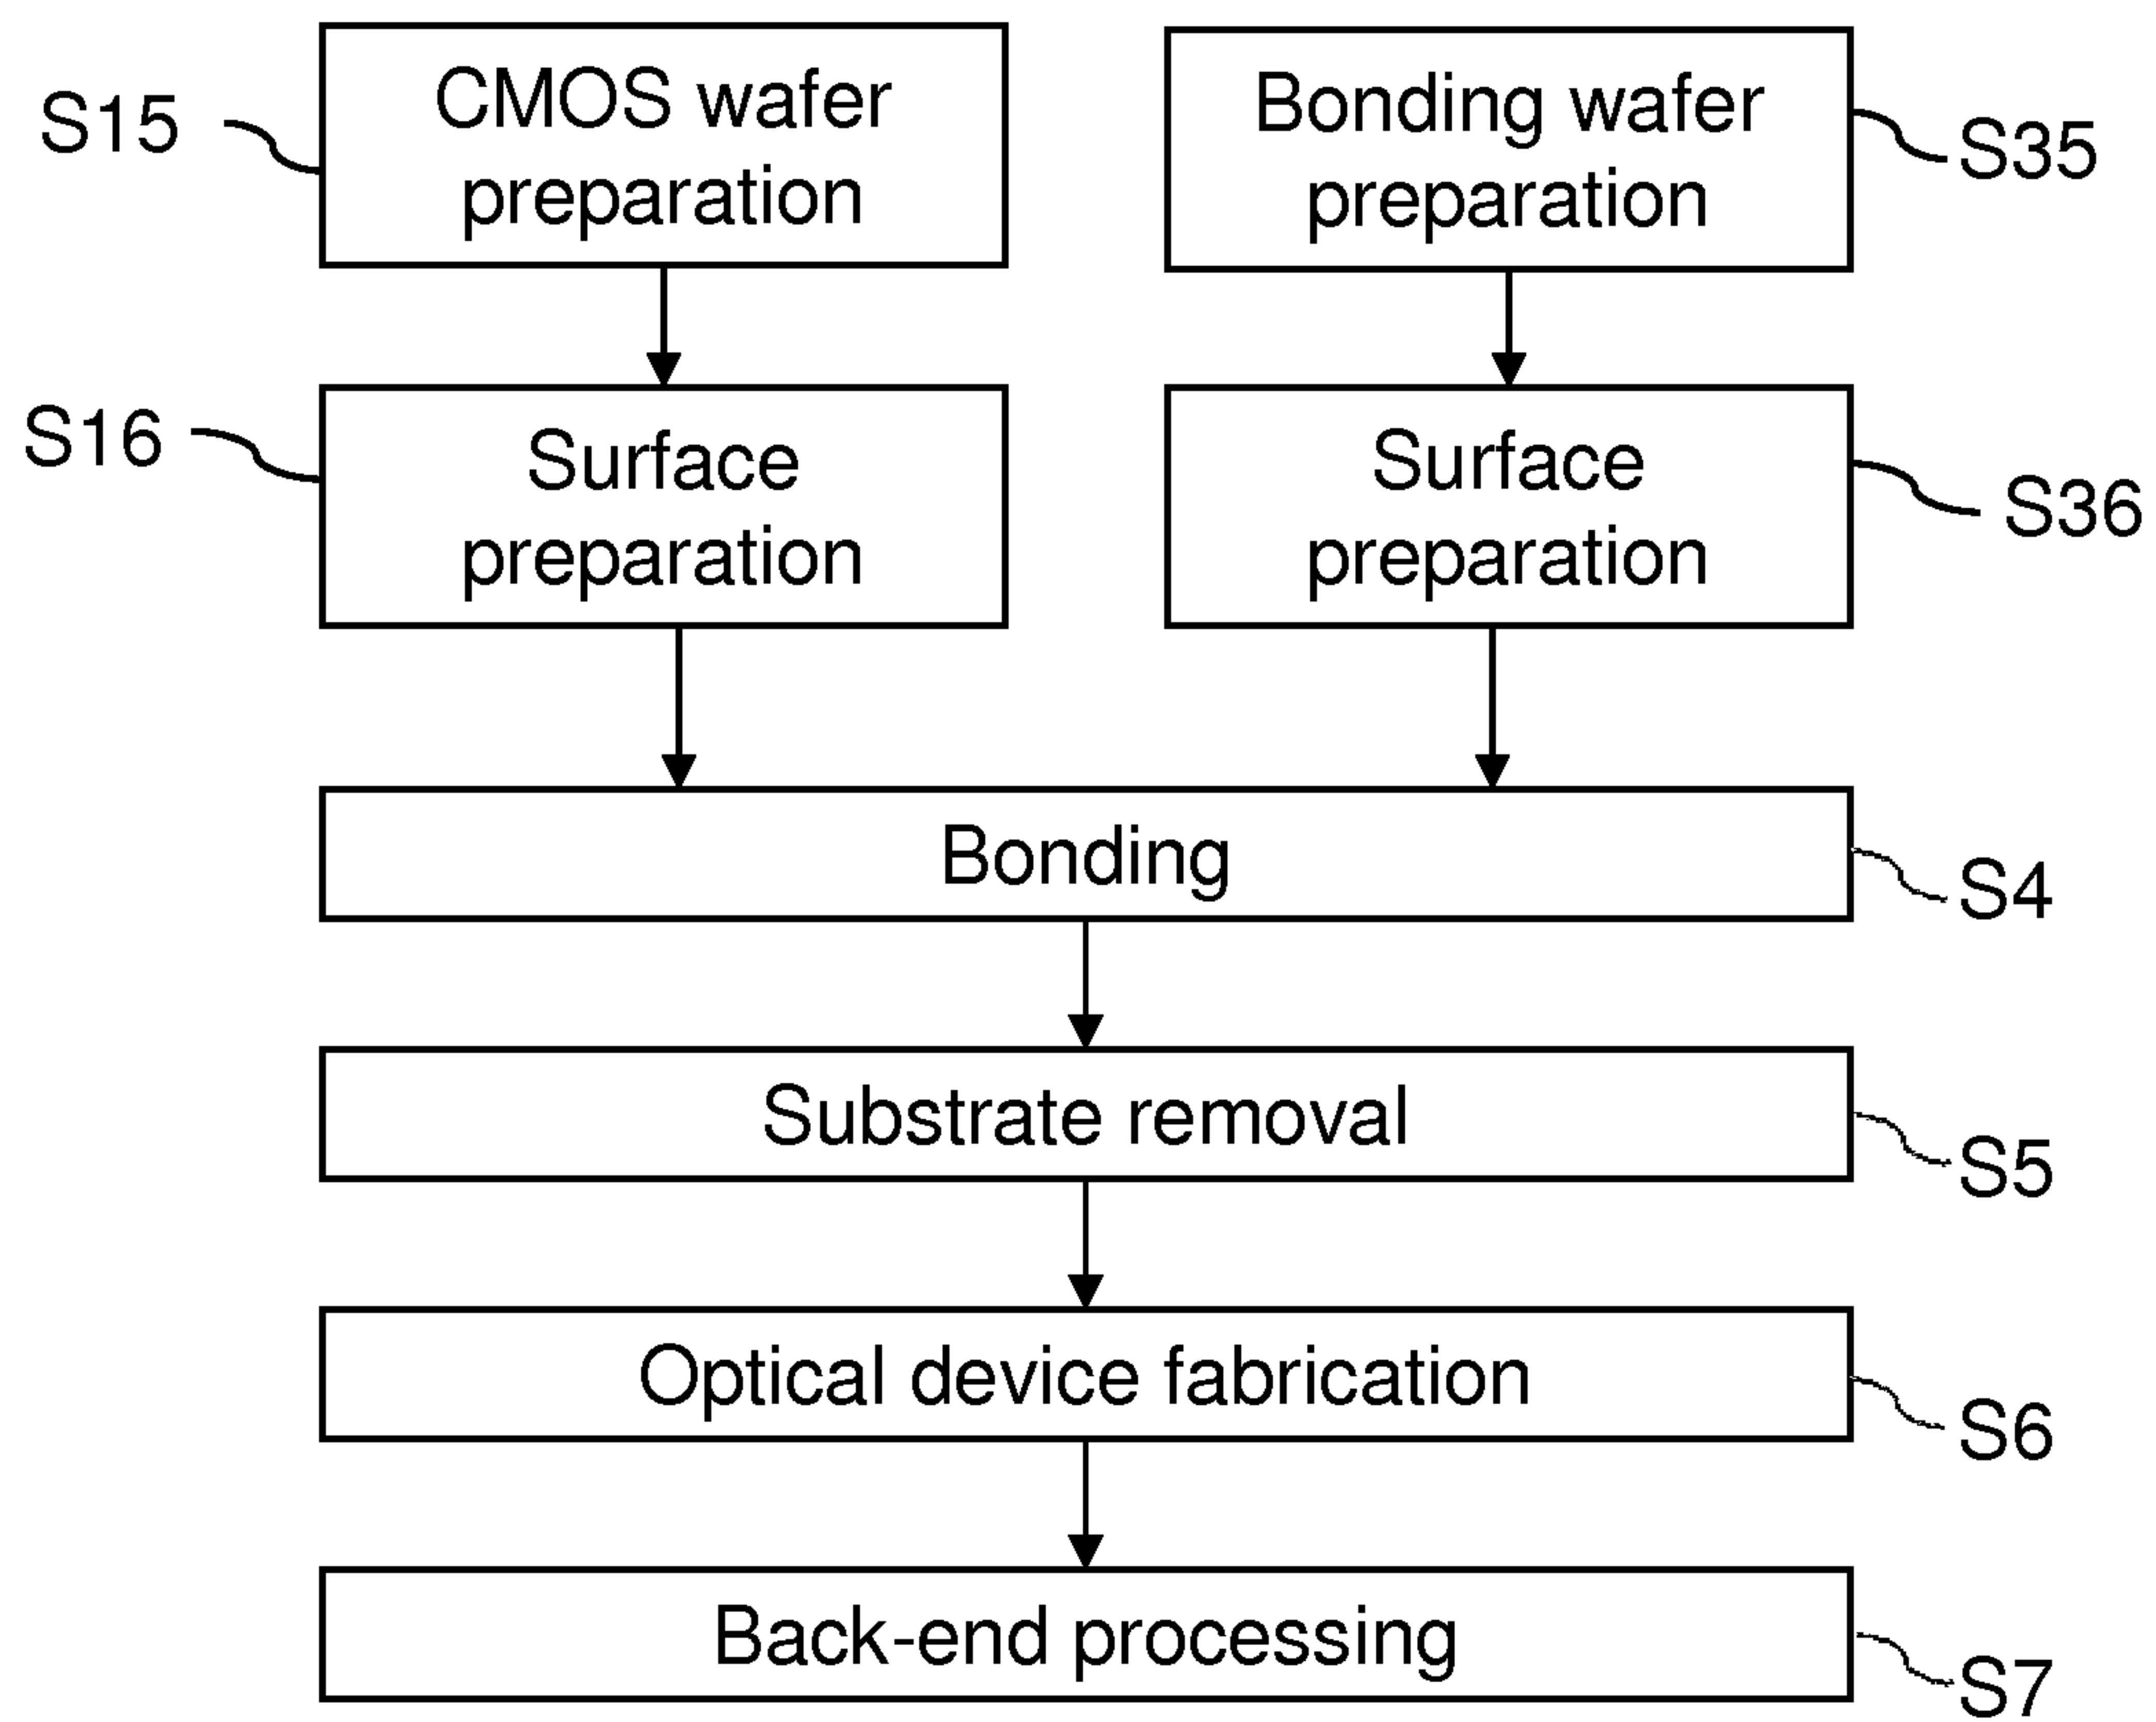 S15
CMOS wafer
preparation
Bonding wafer
preparation
S35
S16
Surface
preparation
Surface
preparation
S36
Bonding
S4
Substrate removal
S5
Optical device fabrication
S6
Back-end processing
S7